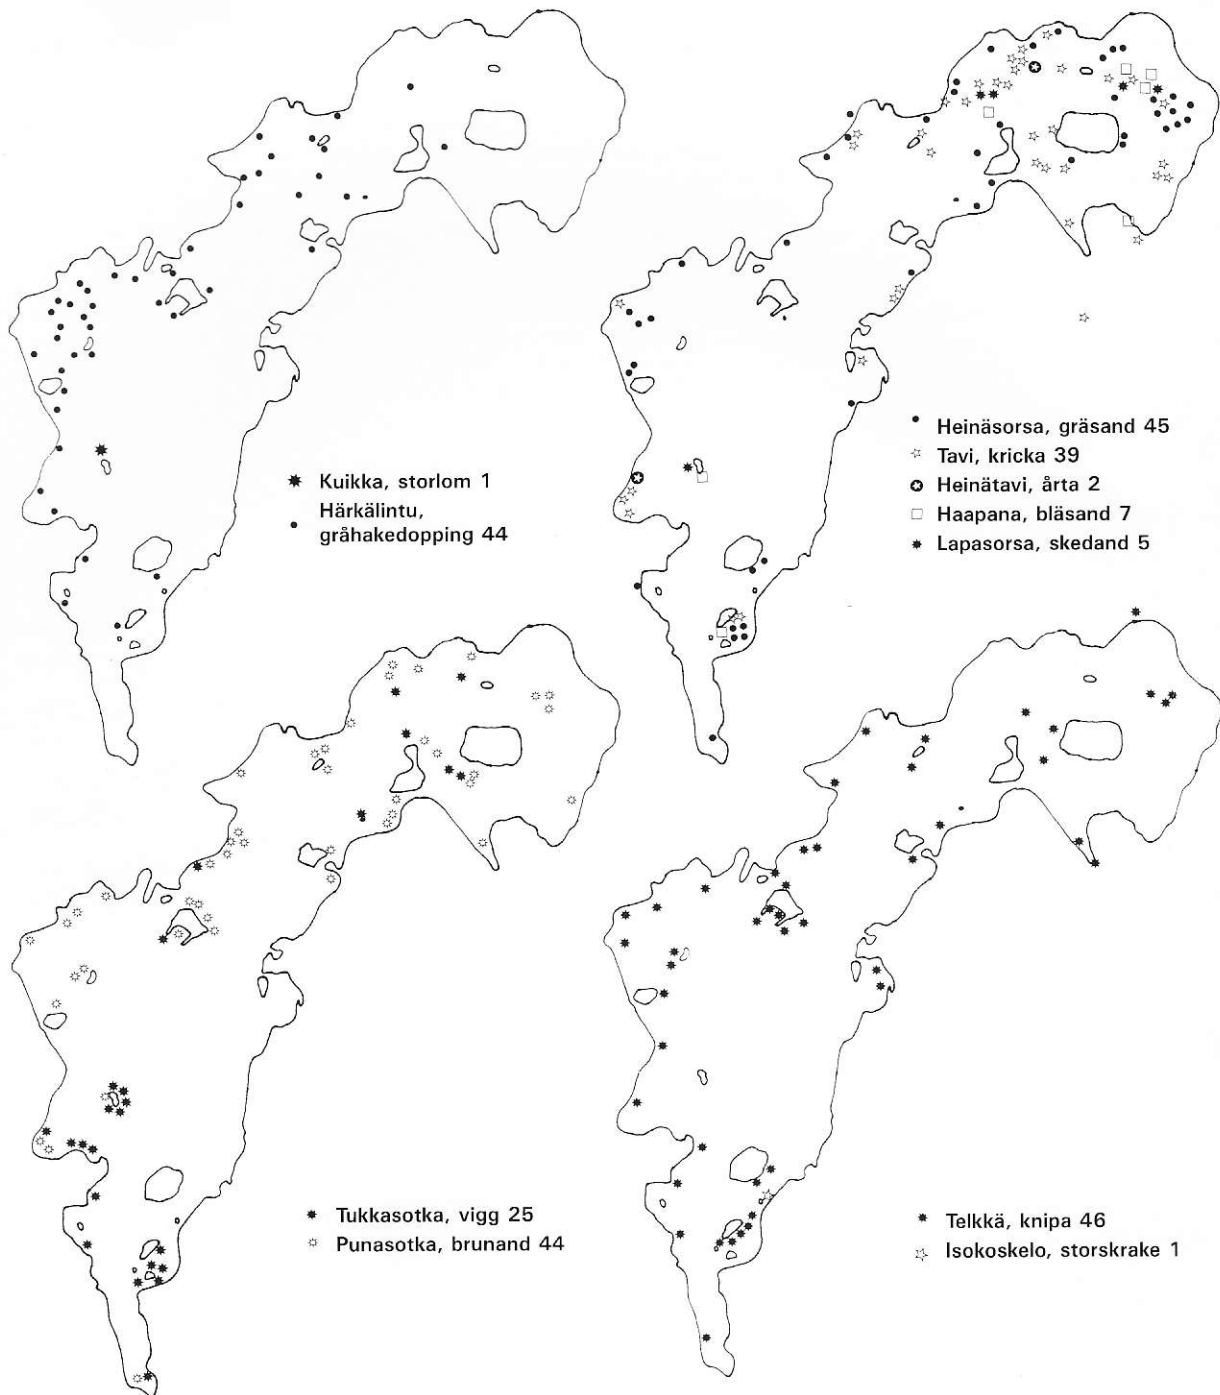 Kuikka, storlom 1
Härkälintu,
gråhakedopping 44
Heinäsorsa, gräsand 45
Tavi, kricka 39
Heinätavi, årta 2
Haapana, bläsand 7
Lapasorsa, skedand 5
Tukkasotka, vigg 25
Punasotka, brunand 44
Telkkä, knipa 46
Isokoskelo, storskrake 1